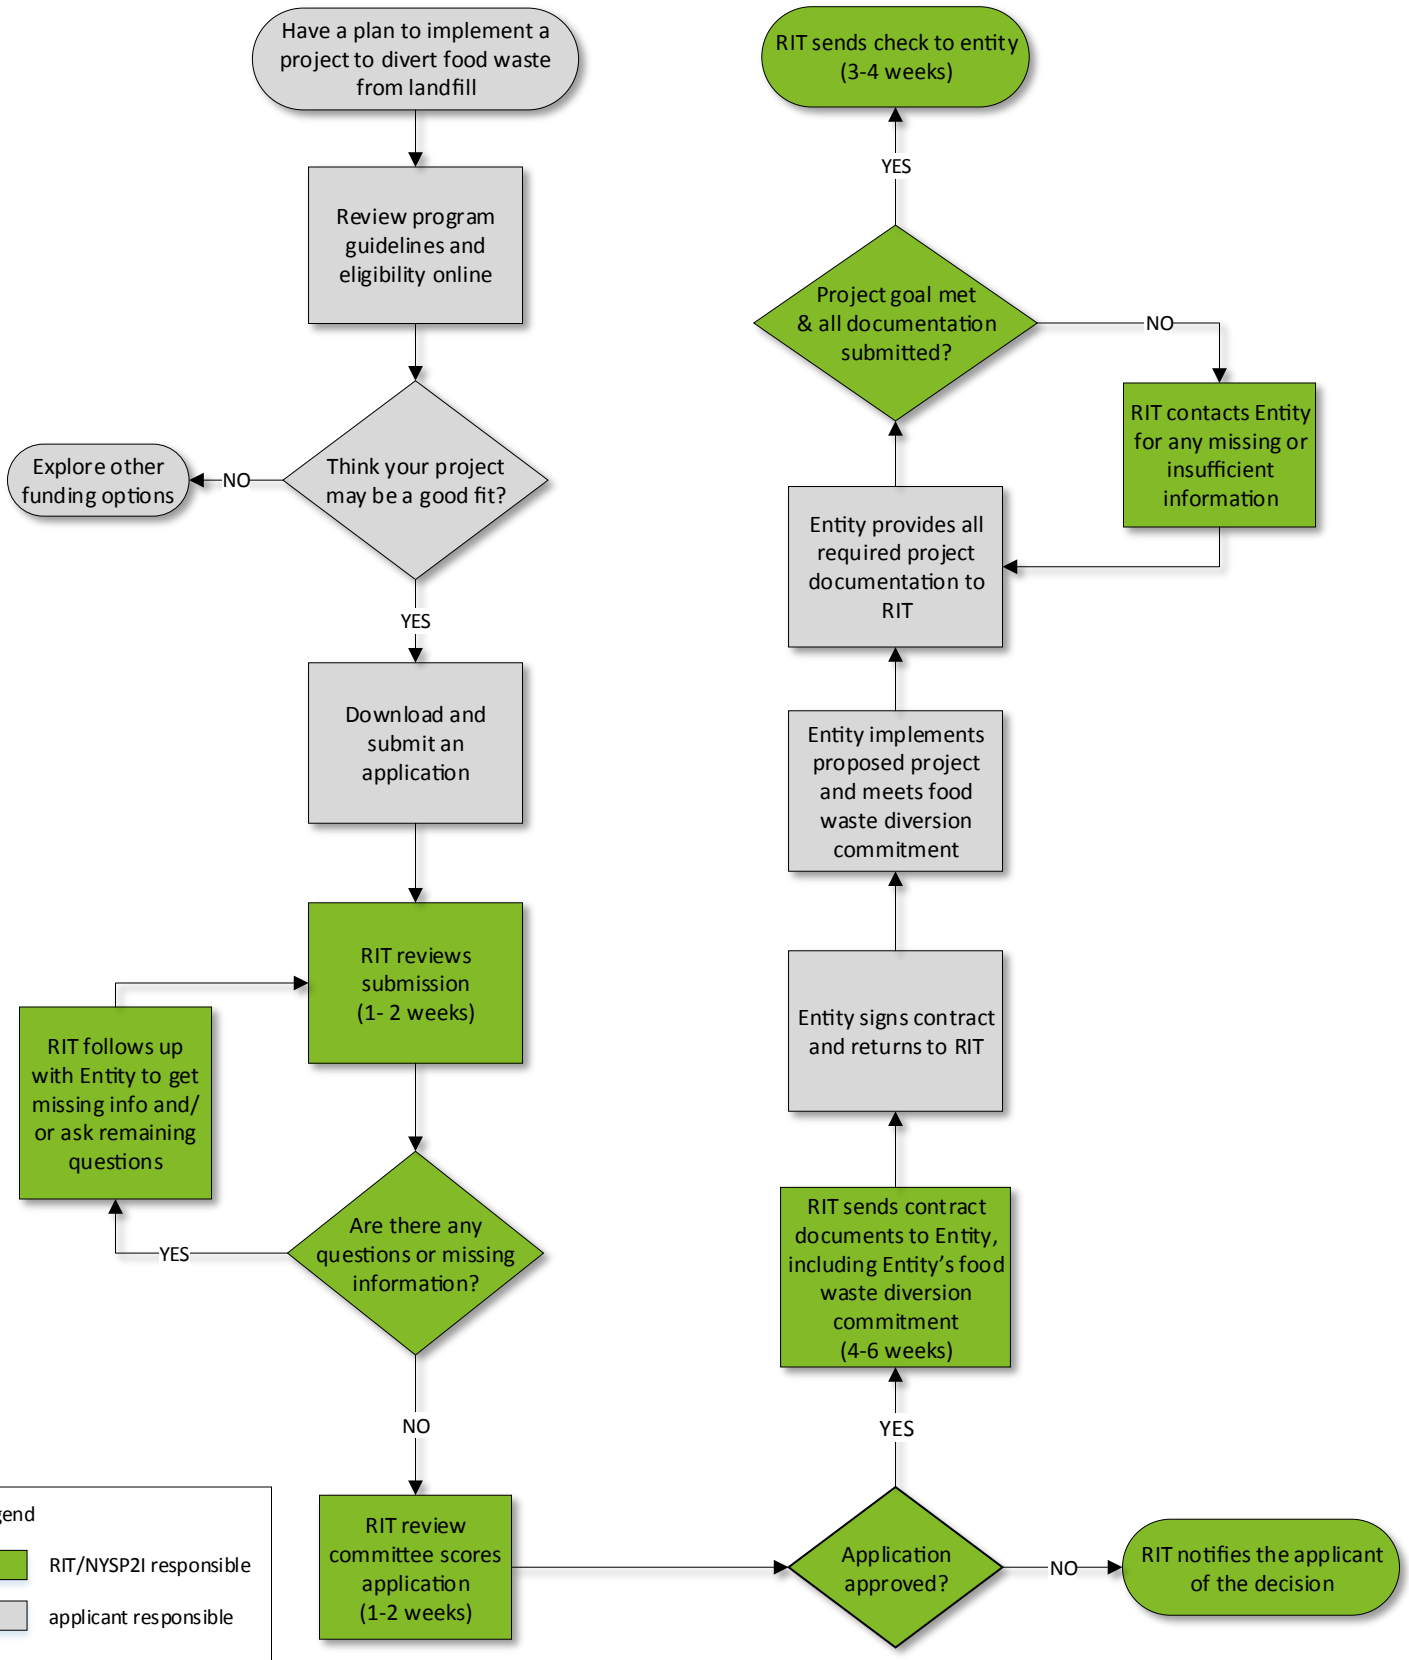 Have a plan to implement a
project to divert food waste
from landfill
Review program
guidelines and
eligibility online
Think your project
may be a good fit?
NO
Explore other
funding options
YES
Download and
submit an
application
RIT reviews
submission
(1- 2 weeks)
RIT follows up
with Entity to get
missing info and/
or ask remaining
questions
Are there any
questions or missing
information?
YES
NO
RIT review
committee scores
application
(1-2 weeks)
Application
approved?
NO
RIT notifies the applicant
of the decision
YES
RIT sends contract
documents to Entity,
including Entity’s food
waste diversion
commitment
(4-6 weeks)
Entity signs contract
and returns to RIT
Entity implements
proposed project
and meets food
waste diversion
commitment
Entity provides all
required project
documentation to
RIT
Project goal met
& all documentation
submitted?
NO
RIT contacts Entity
for any missing or
insufficient
information
YES
RIT sends check to entity
(3-4 weeks)
gend
RIT/NYSP2I responsible
applicant responsible